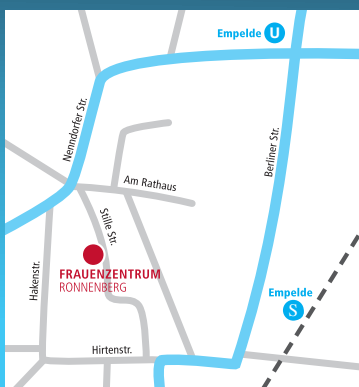 Empelde U
Nenndorfer Str.
Berliner Str.
Am Rathaus
Stille Str.
FRAUENZENTRUM
RONNENBERG
Hakenstr.
Empelde
S
Hirtenstr.